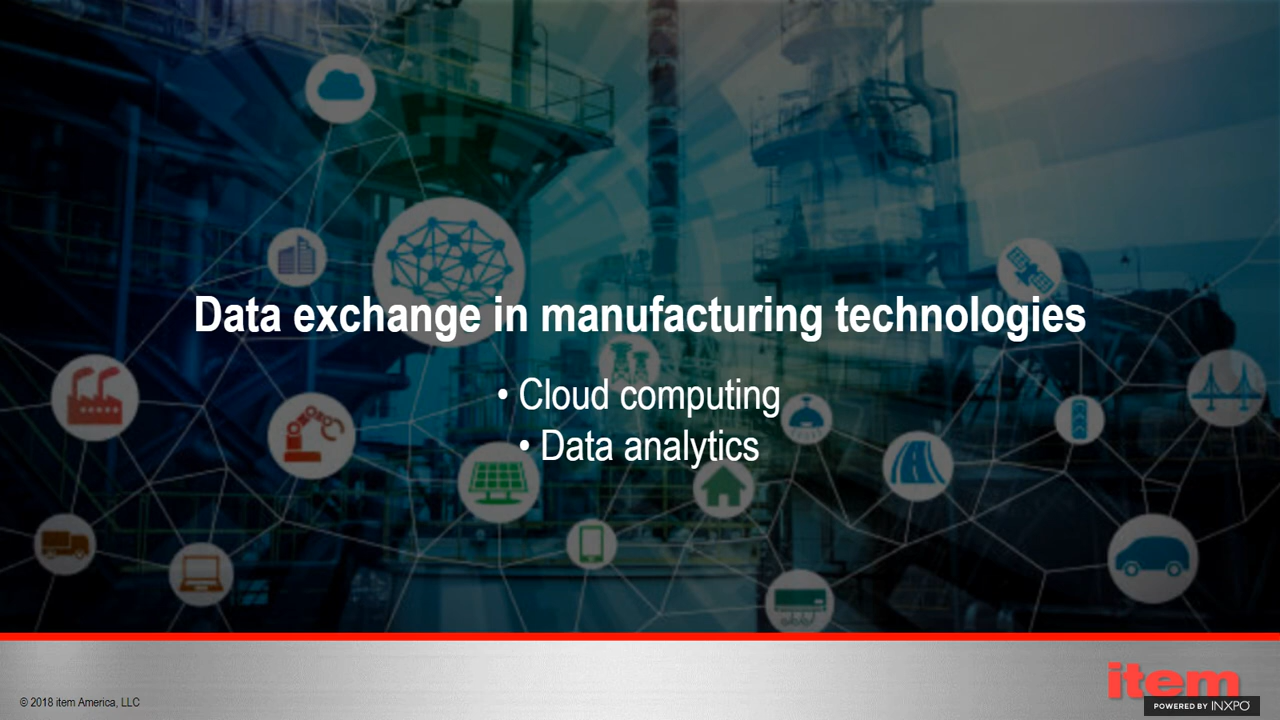 Data exchange in manufacturing technologies
• Cloud computing
• Data analytics
© 2018 item America, LLC
item
POWERED BY INXPO